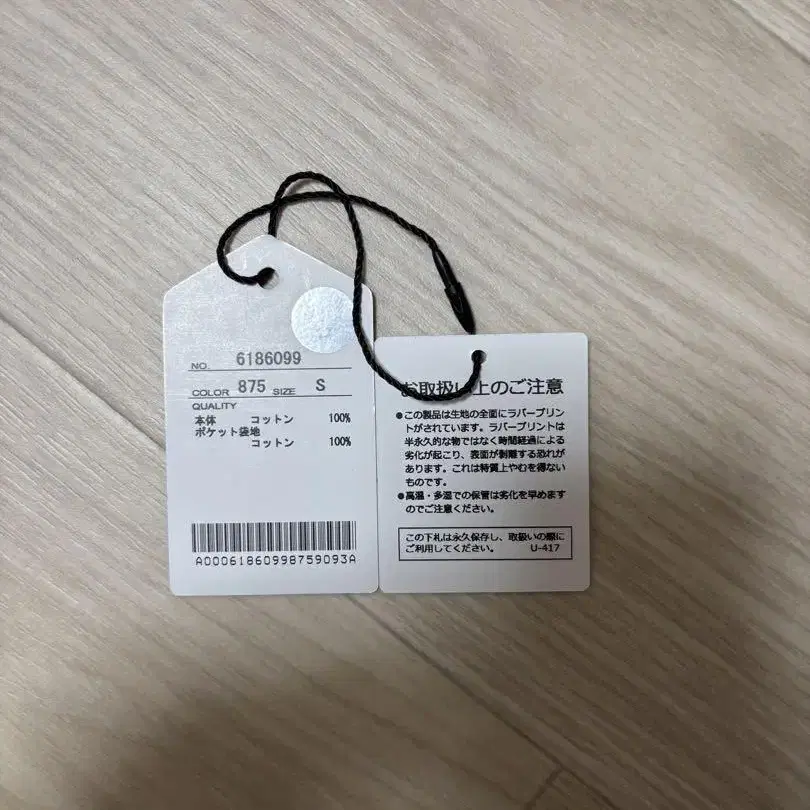 NO. 6186099
COLOR 875 SIZE S
QUALITY
本体 コットン 100%
ポケット袋地
コットン 100%
A00061860998759093A
お取扱い上のご注意
●この製品は生地の全面にラバープリン
トがされています。ラバープリントは
半永久的な物ではなく時間経過による
劣化が起こり、表面が剥離する恐れが
あります。これは特質上やむを得ない
ものです。
●高温・多湿での保管は劣化を早めます
のでご注意ください。
この下札は永久保存し、取扱いの際に
ご利用してください。 U-417